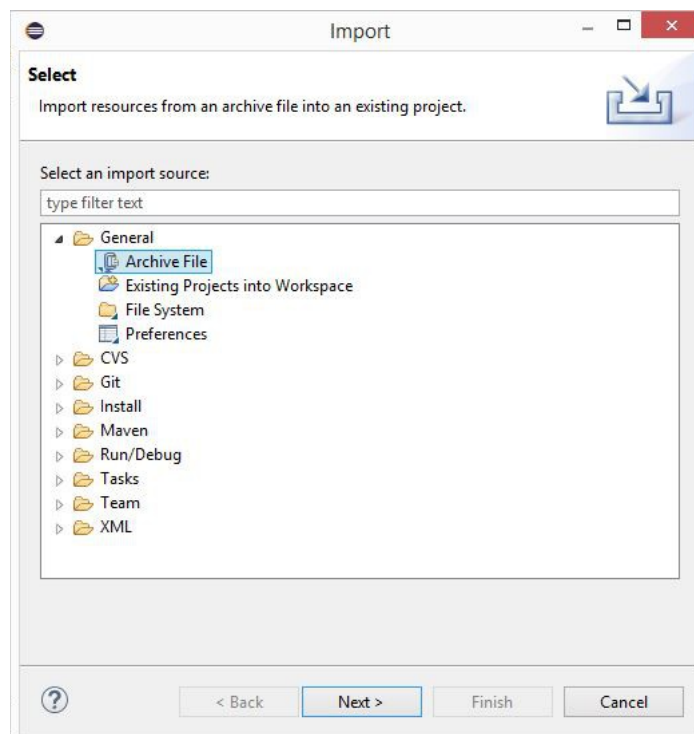 Import
Select
Import resources from an archive file into an existing project.
Select an import source:
type filter text
General
Archive File
Existing Projects into Workspace
File System
Preferences
CVS
Git
Install
Maven
Run/Debug
Tasks
Team
XML
< Back Next > Finish Cancel